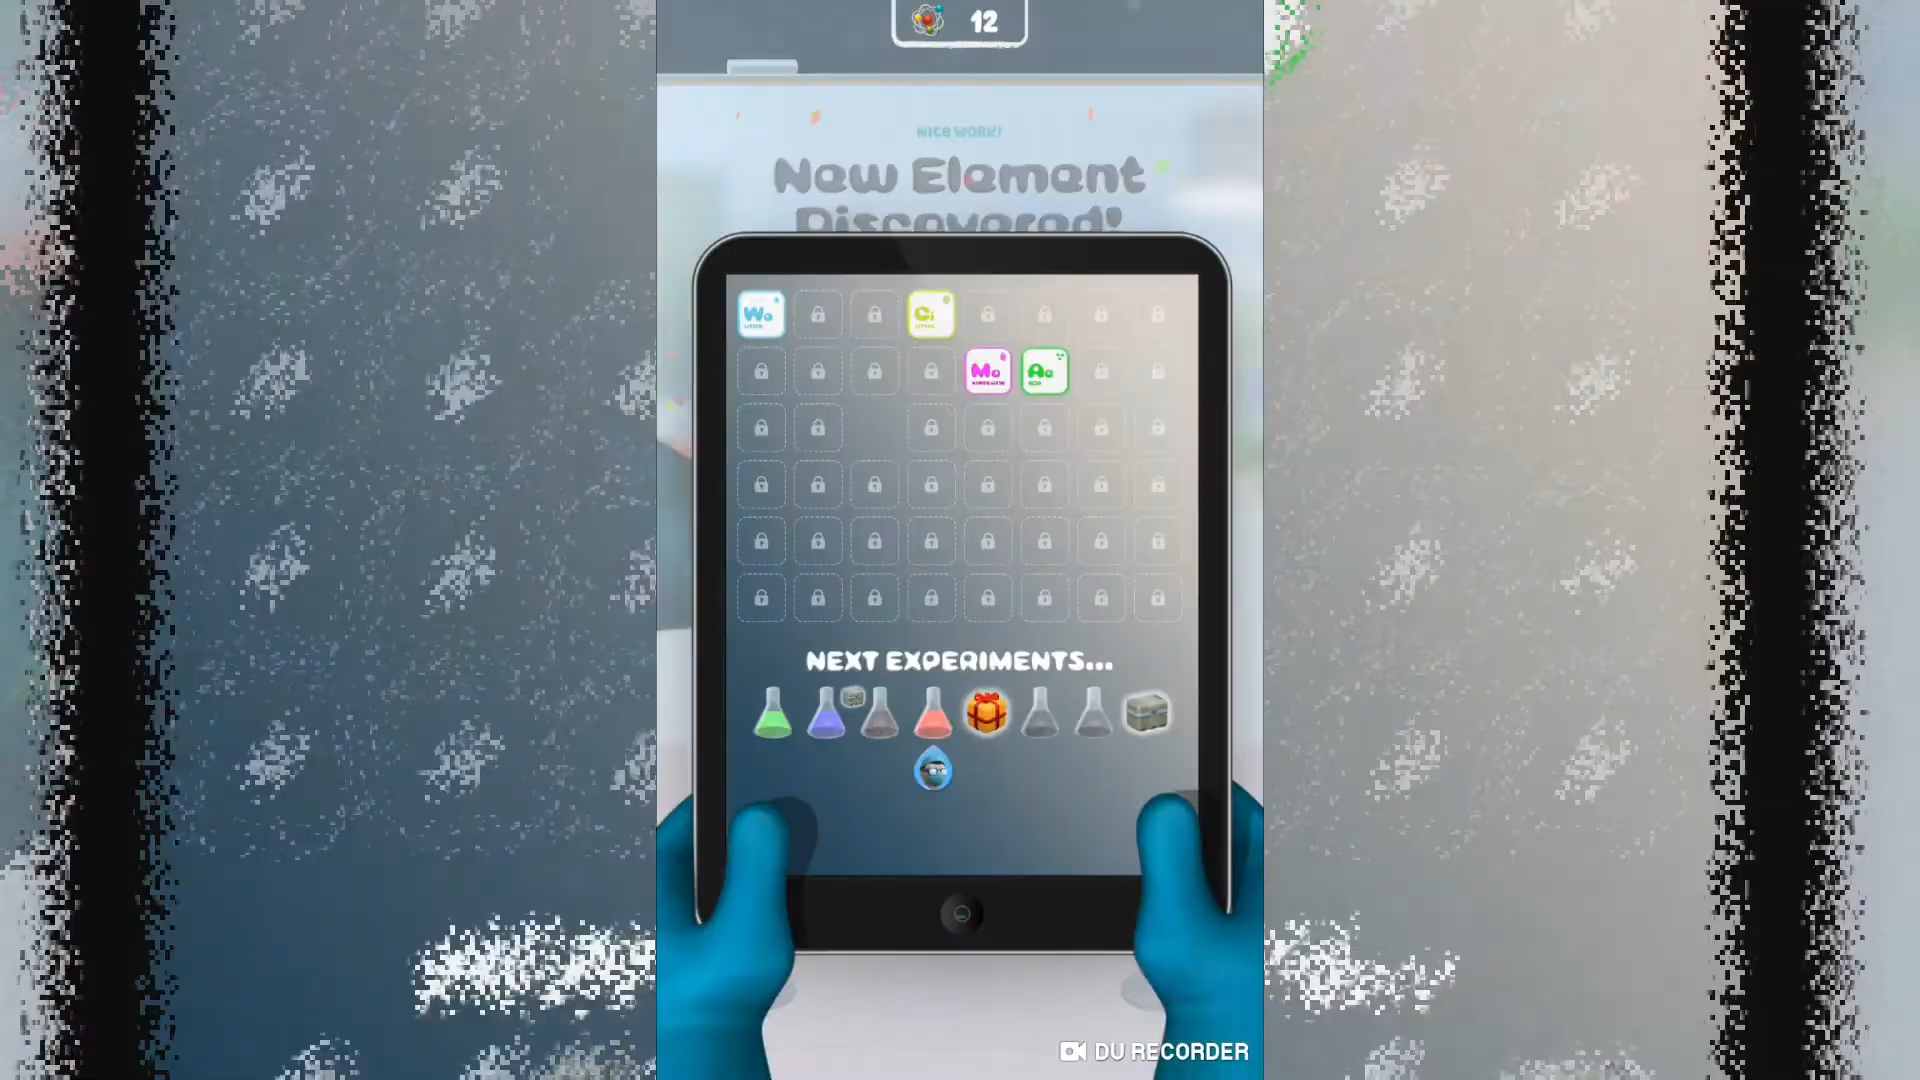 12
NICE WORK!
New Element
Discovered!
Wa
Ci
Mo
Ac
NEXT EXPERIMENTS...
DU RECORDER